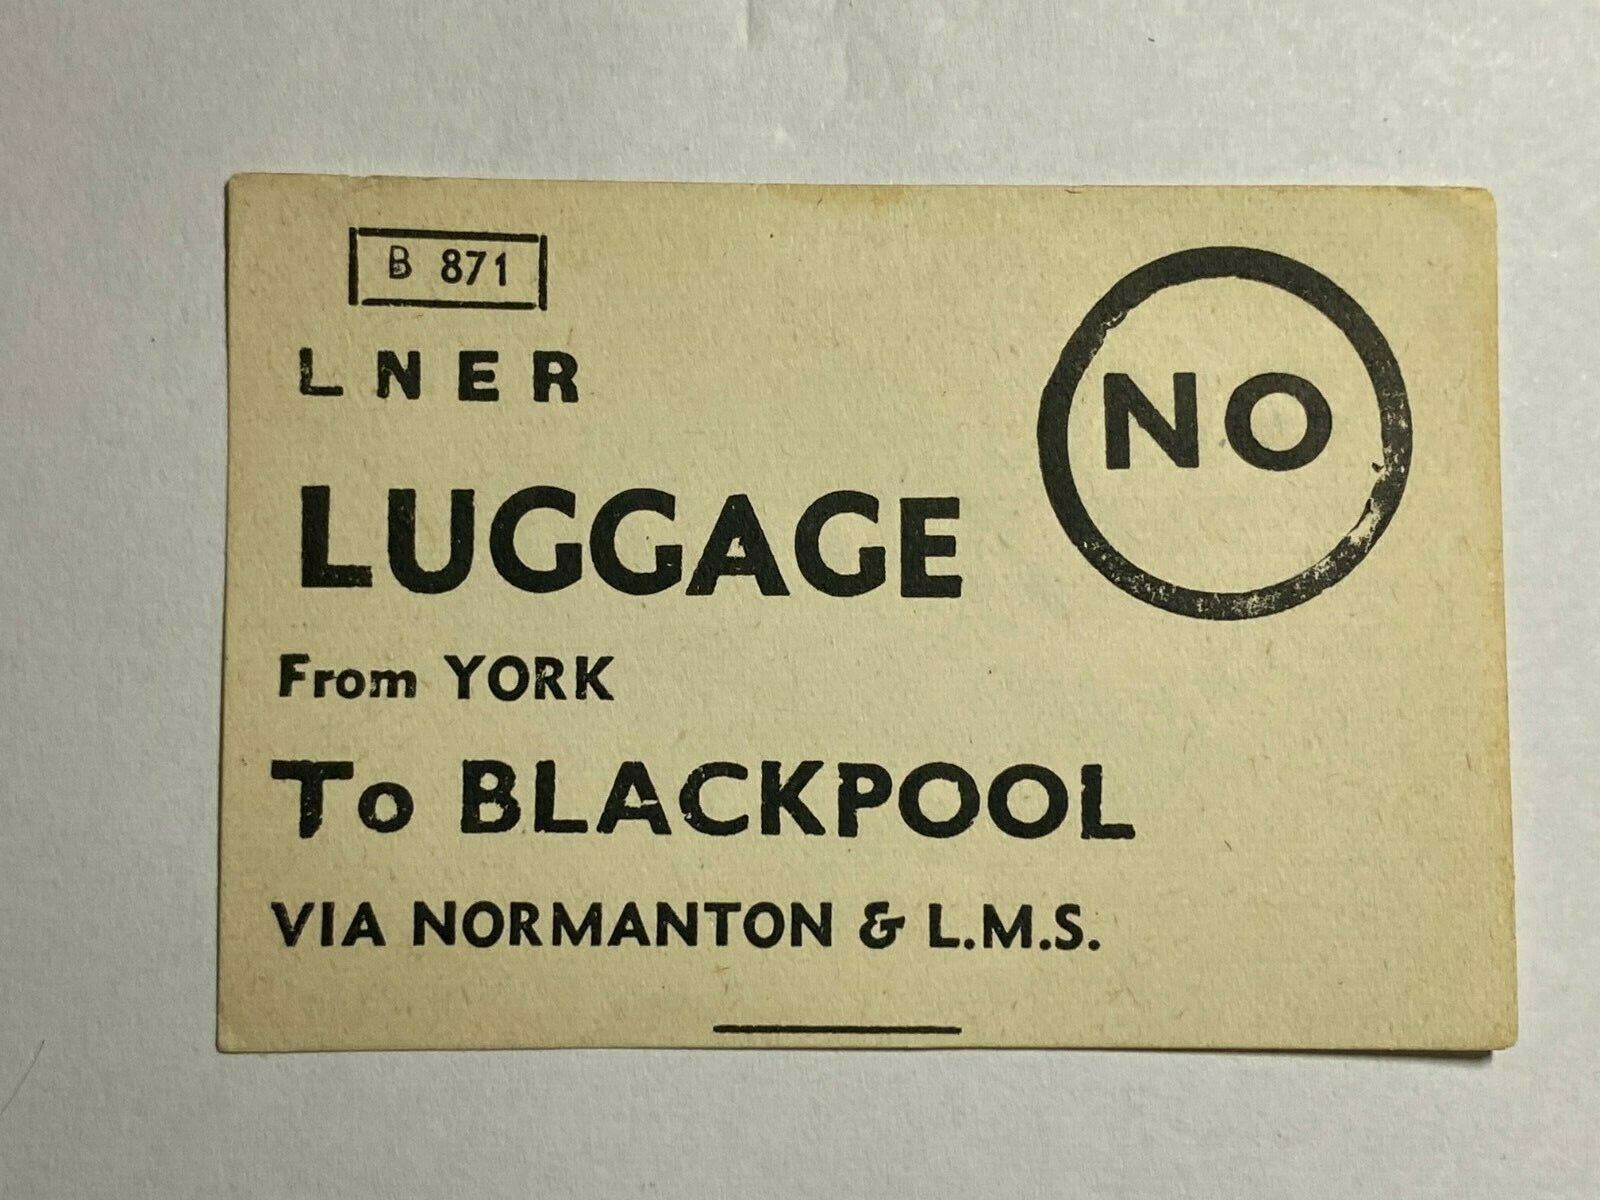 B 871
LNER
NO
LUGGAGE
From YORK
To BLACKPOOL
VIA NORMANTON & L.M.S.